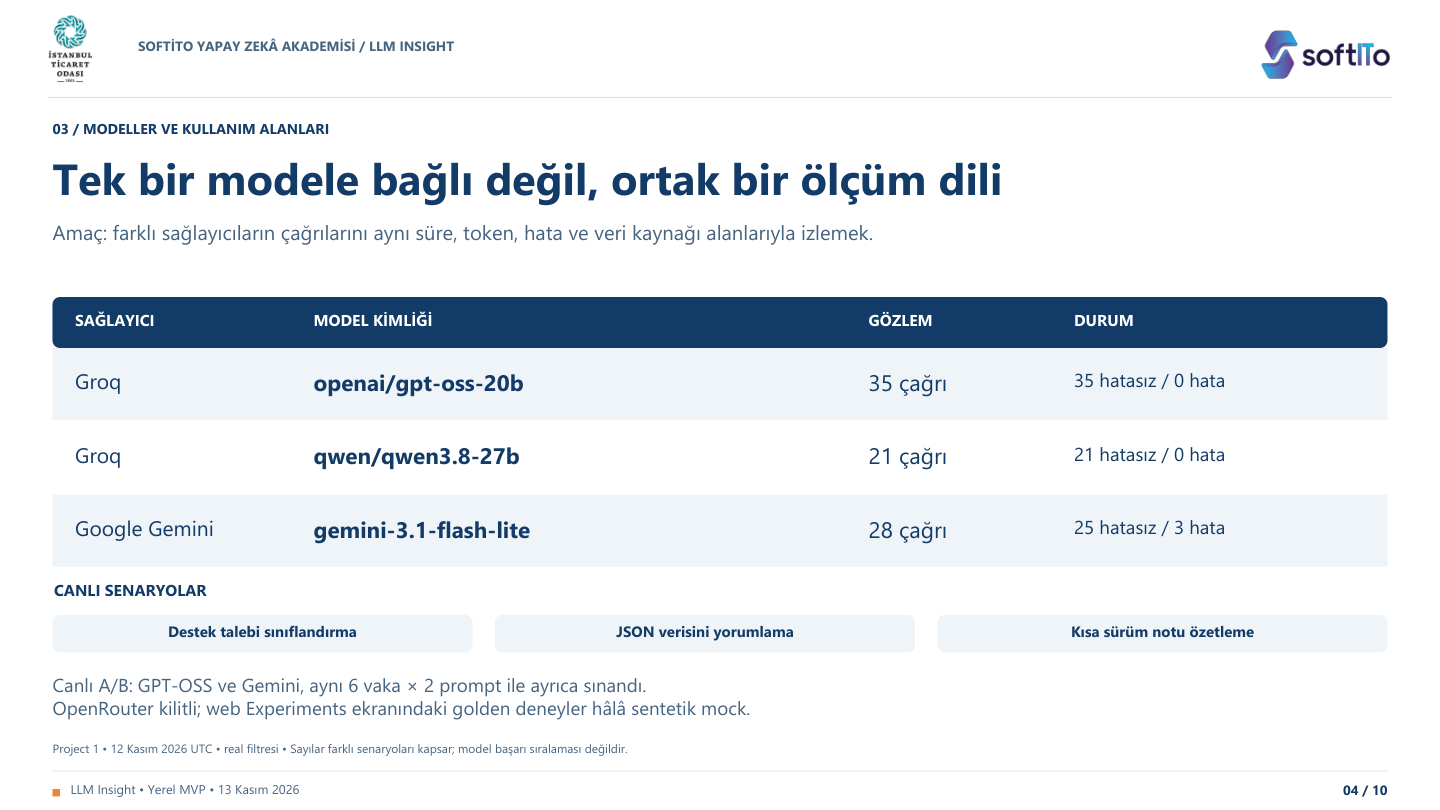 İSTANBUL
TİCARET
ODASI
SOFTİTO YAPAY ZEKÂ AKADEMİSİ / LLM INSIGHT
softITo
03 / MODELLER VE KULLANIM ALANLARI
Tek bir modele bağlı değil, ortak bir ölçüm dili
Amaç: farklı sağlayıcıların çağrılarını aynı süre, token, hata ve veri kaynağı alanlarıyla izlemek.
SAĞLAYICI MODEL KİMLİĞİ GÖZLEM DURUM
Groq openai/gpt-oss-20b 35 çağrı 35 hatasız / 0 hata
Groq qwen/qwen3.8-27b 21 çağrı 21 hatasız / 0 hata
Google Gemini gemini-3.1-flash-lite 28 çağrı 25 hatasız / 3 hata
CANLI SENARYOLAR
Destek talebi sınıflandırma JSON verisini yorumlama Kısa sürüm notu özetleme
Canlı A/B: GPT-OSS ve Gemini, aynı 6 vaka × 2 prompt ile ayrıca sınandı.
OpenRouter kilitli; web Experiments ekranındaki golden deneyler hâlâ sentetik mock.
Project 1 • 12 Kasım 2026 UTC • real filtresi • Sayılar farklı senaryoları kapsar; model başarı sıralaması değildir.
LLM Insight • Yerel MVP • 13 Kasım 2026 04 / 10